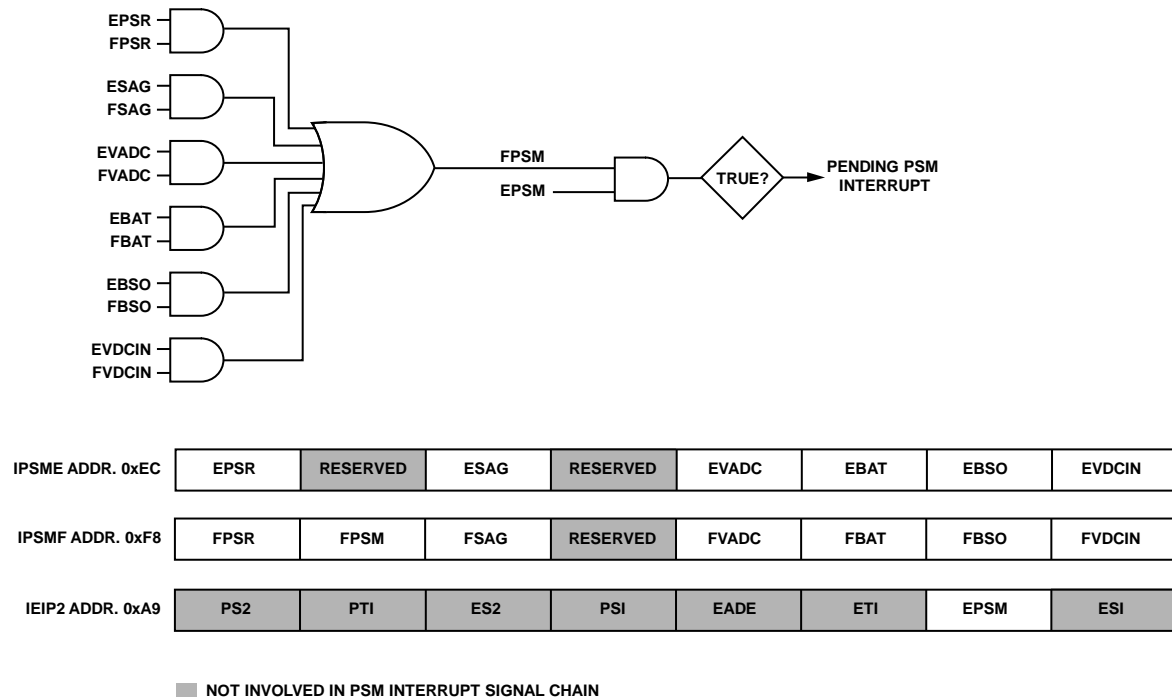 EPSR
FPSR
ESAG
FSAG
EVADC
FVADC
EBAT
FBAT
EBSO
FBSO
EVDCIN
FVDCIN
FPSM
EPSM
TRUE?
PENDING PSM
INTERRUPT
IPSME ADDR. 0xEC EPSR RESERVED ESAG RESERVED EVADC EBAT EBSO EVDCIN
IPSMF ADDR. 0xF8 FPSR FPSM FSAG RESERVED FVADC FBAT FBSO FVDCIN
IEIP2 ADDR. 0xA9 PS2 PTI ES2 PSI EADE ETI EPSM ESI
NOT INVOLVED IN PSM INTERRUPT SIGNAL CHAIN